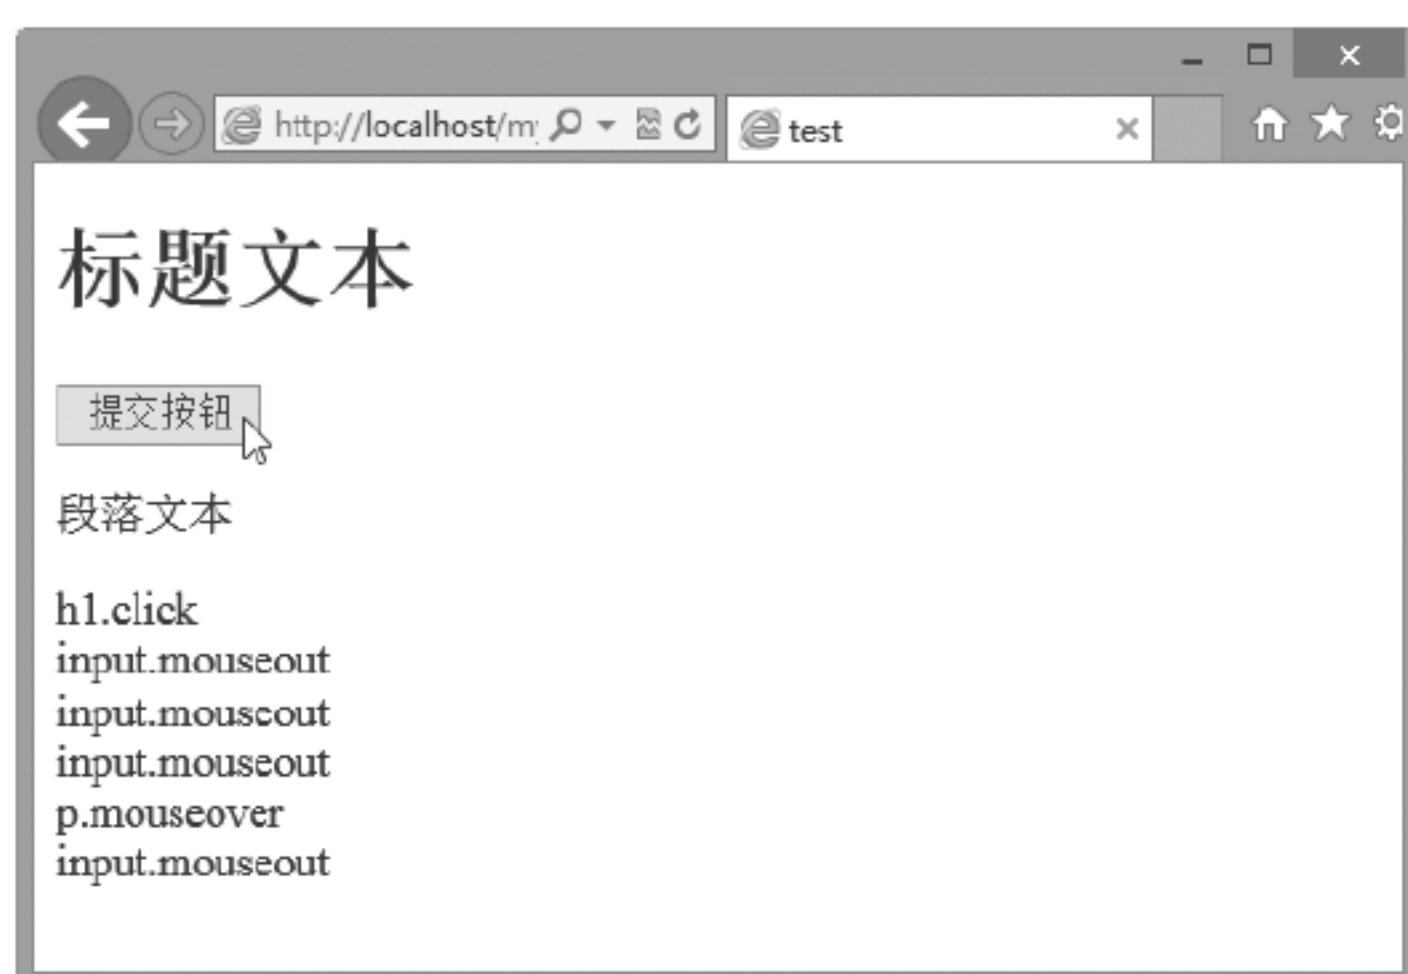 http://localhost/m
test
标题文本
提交按钮
段落文本
h1.click
input.mouseout
input.mouseout
input.mouseout
p.mouseover
input.mouseout